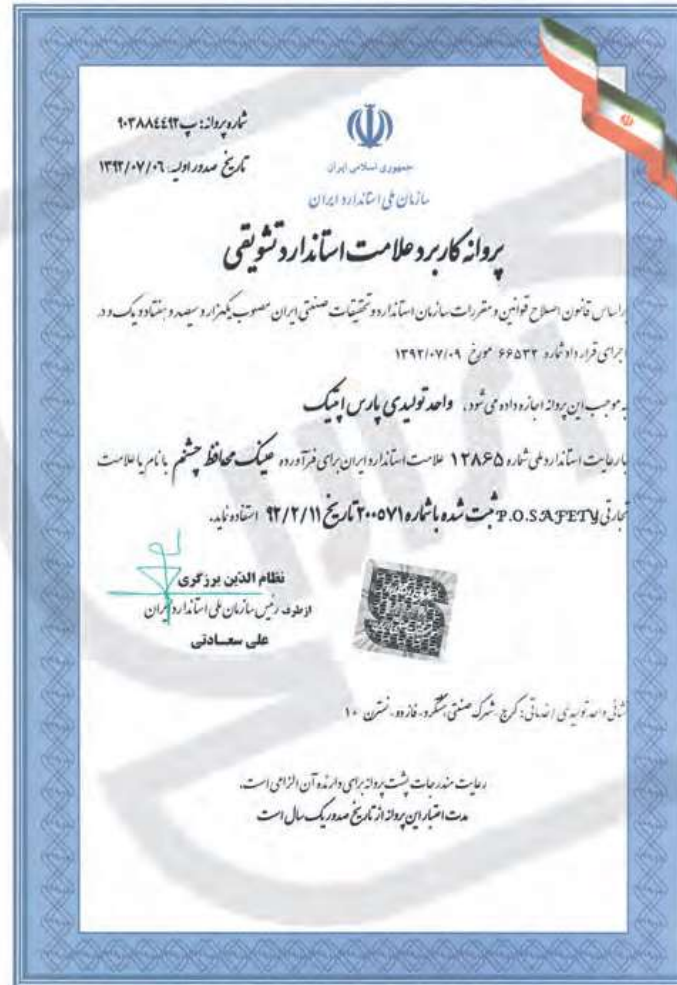 شماره پروانه: پ ۹۰۳۸۸۴۴۹۲
تاریخ صدور اولیه: ۱۳۹۲/۰۷/۰۶
جمهوری اسلامی ایران
سازمان ملی استاندارد ایران
پروانه کاربرد علامت استاندارد تشویقی
براساس قانون اصلاح قوانین و مقررات سازمان استاندارد و تحقیقات صنعتی ایران مصوب یکهزار و سیصد و هفتاد و یک و در
اجرای قرارداد شماره ۶۶۵۳۲ مورخ ۱۳۹۲/۰۷/۰۹
به موجب این پروانه اجازه داده می شود، واحد تولیدی پارس اپتیک
با رعایت استاندارد ملی شماره ۱۲۸۶۵ علامت استاندارد ایران برای فرآورده عینک محافظ چشم با نام یا علامت
تجارتی P.O.SAFETY ثبت شده با شماره ۲۰۰۵۷۱ تاریخ ۹۲/۲/۱۱ استفاده نماید.
نظام الدین برزگری
از طرف رئیس سازمان ملی استاندارد ایران
علی سعادتی
نشانی واحد تولیدی / خدماتی: کرج - شهرک صنعتی هشتگرد - فاز دو - نسترن ۱۰
رعایت مندرجات پشت پروانه برای دارنده آن الزامی است.
مدت اعتبار این پروانه از تاریخ صدور یک سال است